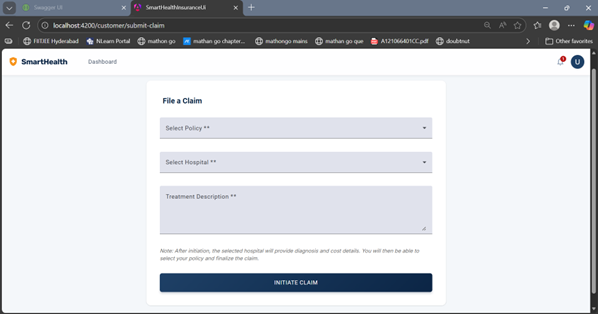 Swagger UI
SmartHealthInsuranceUi
localhost:4200/customer/submit-claim
FIITJEE Hyderabad
NLearn Portal
mathon go
mathan go chapter...
mathongo mains
mathan go que
A121066401CC.pdf
doubtnut
Other favorites
SmartHealth
Dashboard
1
U
File a Claim
Select Policy **
Select Hospital **
Treatment Description **
Note: After initiation, the selected hospital will provide diagnosis and cost details. You will then be able to
select your policy and finalize the claim.
INITIATE CLAIM